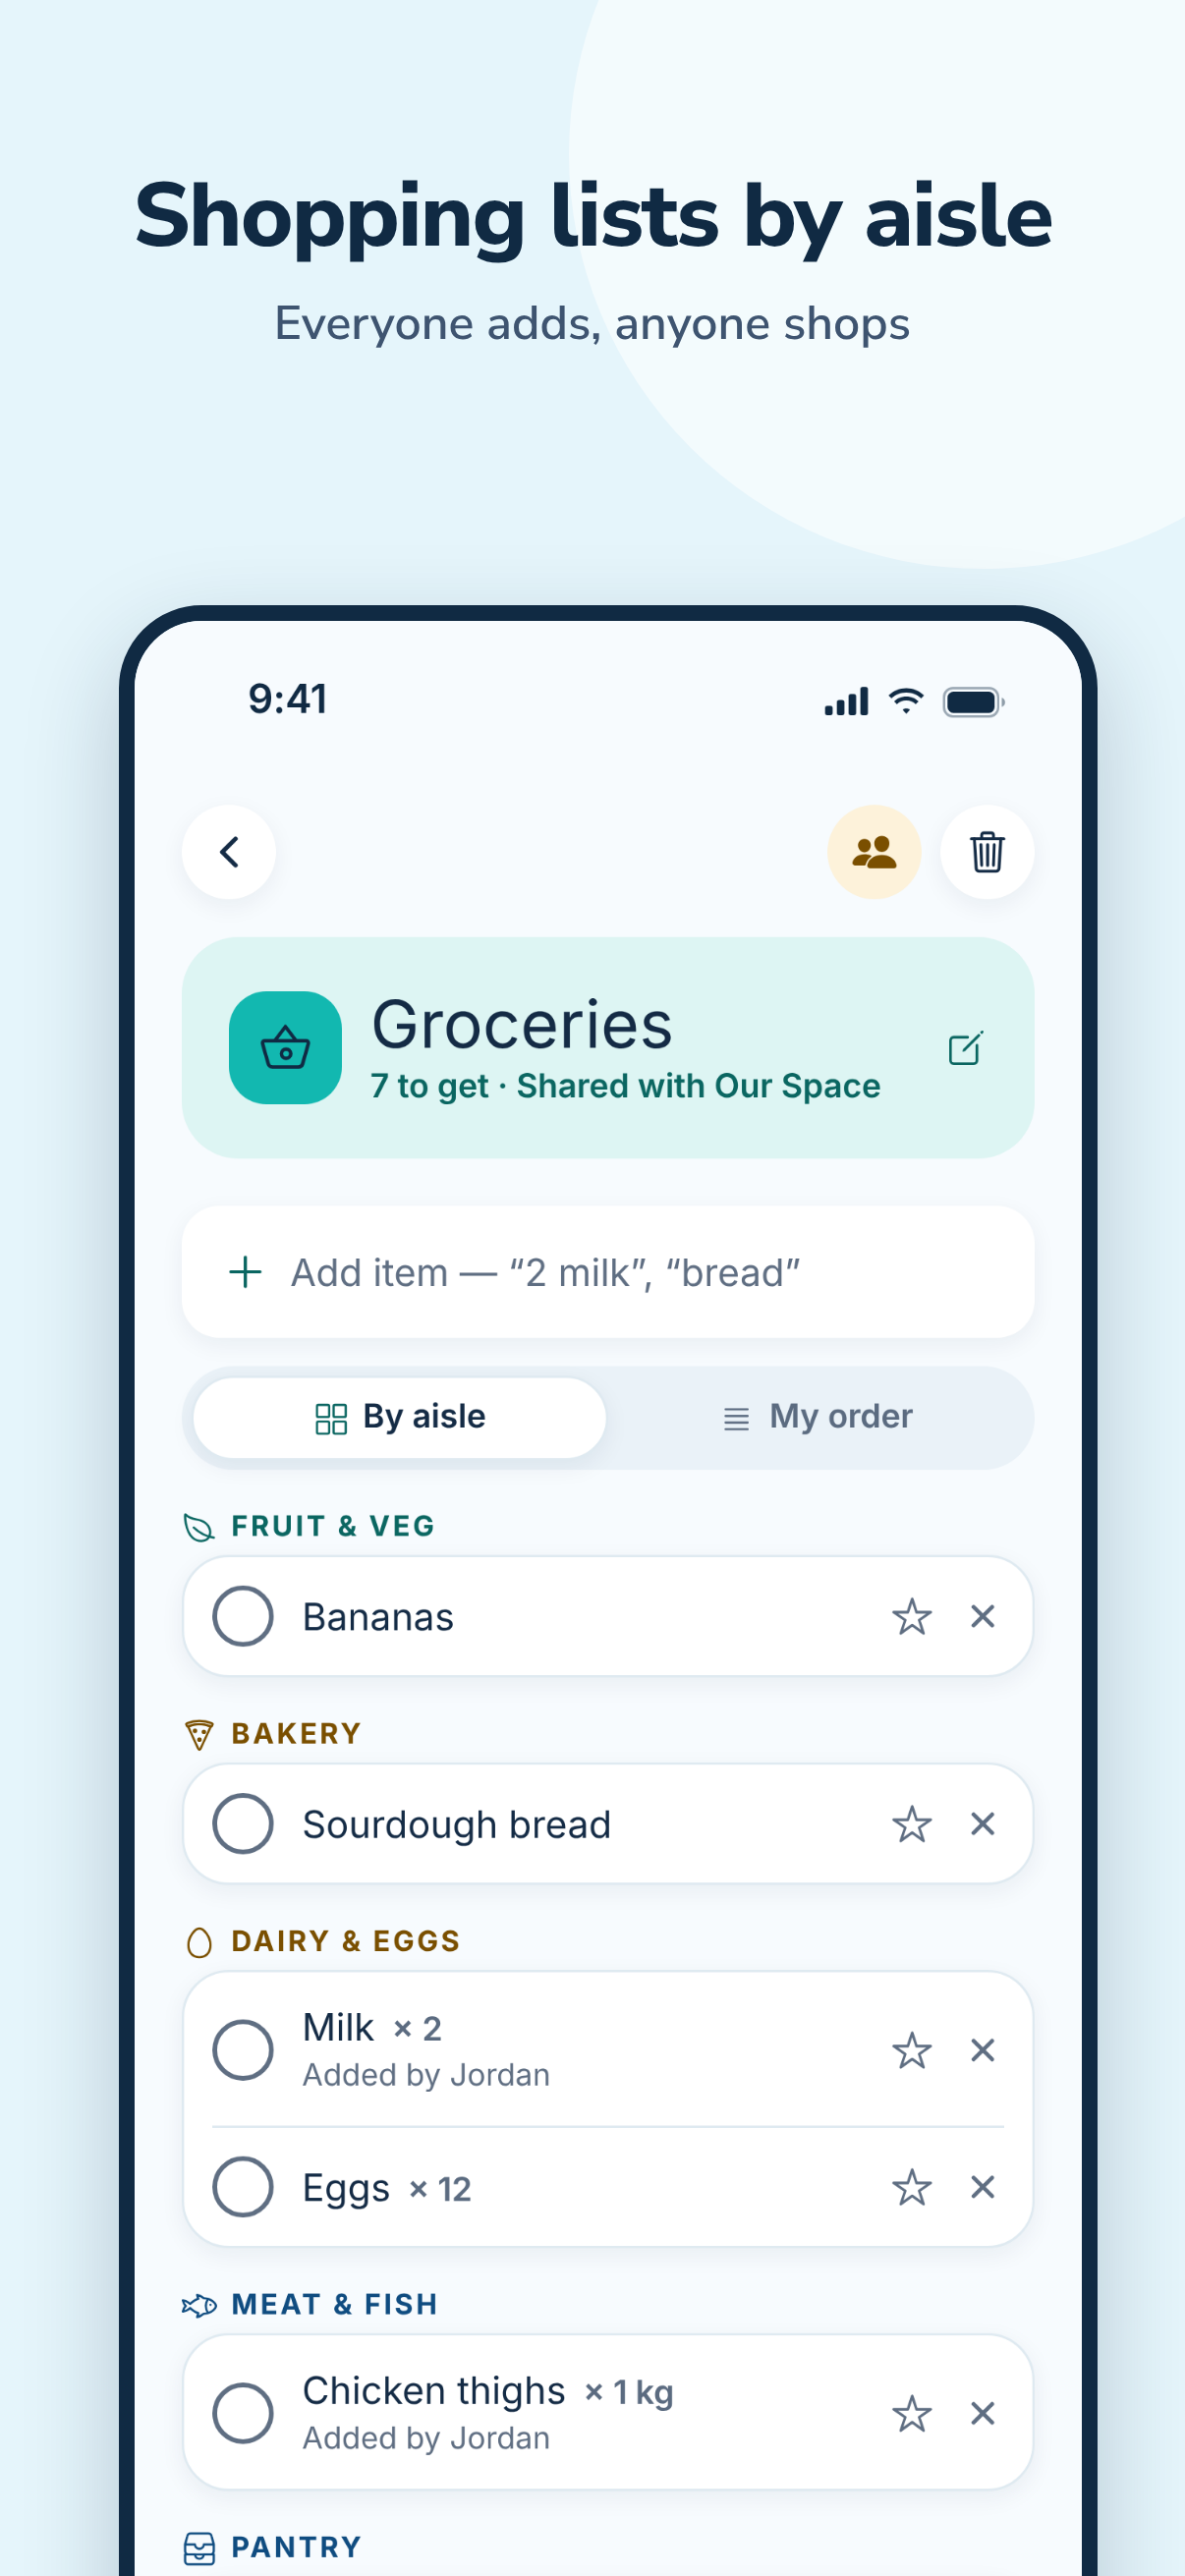 Shopping lists by aisle
Everyone adds, anyone shops
9:41
Groceries
7 to get · Shared with Our Space
Add item — “2 milk”, “bread”
By aisle
My order
FRUIT & VEG
Bananas
BAKERY
Sourdough bread
DAIRY & EGGS
Milk × 2
Added by Jordan
Eggs × 12
MEAT & FISH
Chicken thighs × 1 kg
Added by Jordan
PANTRY